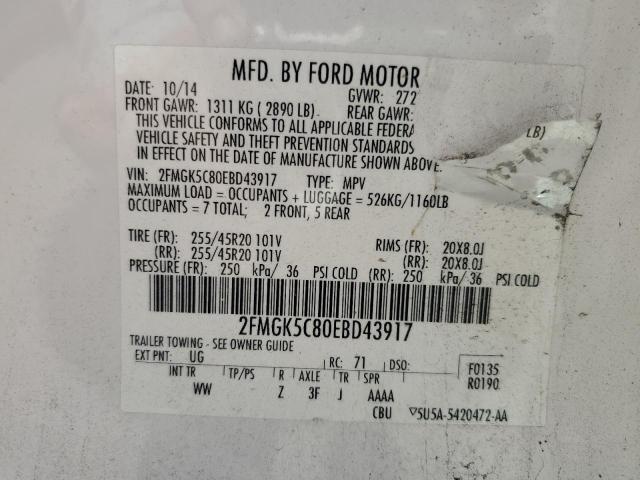 MFD. BY FORD MOTOR
DATE: 10/14 GVWR: 272
FRONT GAWR: 1311 KG ( 2890 LB) REAR GAWR: LB)
THIS VEHICLE CONFORMS TO ALL APPLICABLE FEDERA
VEHICLE SAFETY AND THEFT PREVENTION STANDARDS
IN EFFECT ON THE DATE OF MANUFACTURE SHOWN ABOVE.
VIN: 2FMGK5C80EBD43917 TYPE: MPV
MAXIMUM LOAD = OCCUPANTS + LUGGAGE = 526KG/1160LB
OCCUPANTS = 7 TOTAL; 2 FRONT, 5 REAR
TIRE (FR): 255/45R20 101V RIMS (FR): 20X8.0J
(RR): 255/45R20 101V (RR): 20X8.0J
PRESSURE (FR): 250 kPa/ 36 PSI COLD (RR): 250 kPa/ 36 PSI COLD
2FMGK5C80EBD43917
TRAILER TOWING - SEE OWNER GUIDE
EXT PNT: UG RC: 71 DSO: F0135
R0190
INT TR TP/PS R AXLE TR SPR
WW Z 3F J AAAA
CBU 5U5A-5420472-AA